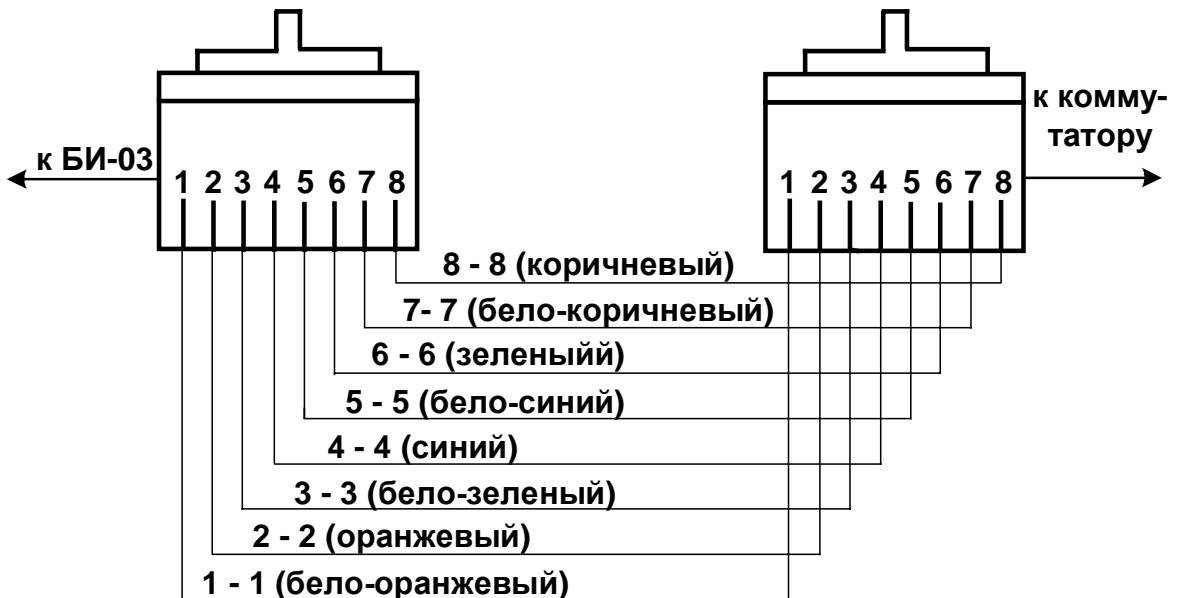 к комму-
татору
к БИ-03
1 2 3 4 5 6 7 8
1 2 3 4 5 6 7 8
8 - 8 (коричневый)
7- 7 (бело-коричневый)
6 - 6 (зеленыйй)
5 - 5 (бело-синий)
4 - 4 (синий)
3 - 3 (бело-зеленый)
2 - 2 (оранжевый)
1 - 1 (бело-оранжевый)